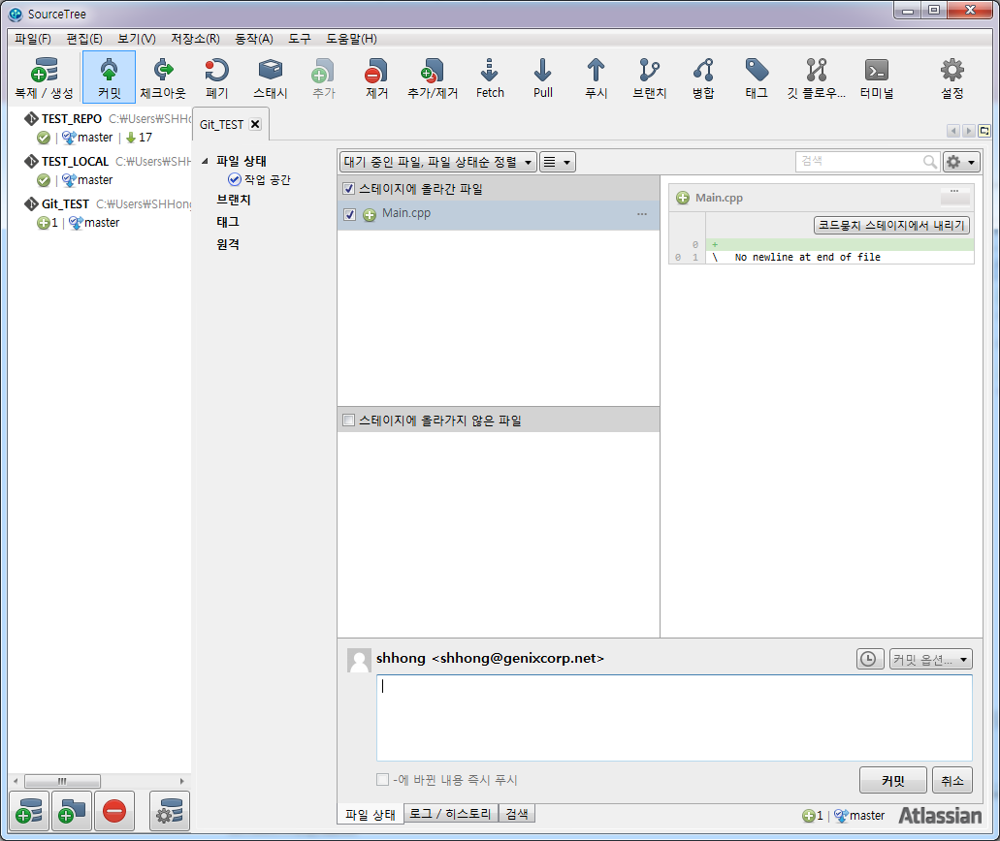 SourceTree
파일(F) 편집(E) 보기(V) 저장소(R) 동작(A) 도구 도움말(H)
복제 / 생성 커밋 체크아웃 폐기 스태시 추가 제거 추가/제거 Fetch Pull 푸시 브랜치 병합 태그 깃 플로우... 터미널 설정
TEST_REPO C:₩Users₩SHHo
master 17
TEST_LOCAL C:₩Users₩SH
master
Git_TEST C:₩Users₩SHHong
1 master
Git_TEST
파일 상태
작업 공간
브랜치
태그
원격
대기 중인 파일, 파일 상태순 정렬
검색
스테이지에 올라간 파일
Main.cpp ...
스테이지에 올라가지 않은 파일
Main.cpp ...
코드뭉치 스테이지에서 내리기
0 +
0 1 \ No newline at end of file
shhong <shhong@genixcorp.net>
커밋 옵션...
-에 바뀐 내용 즉시 푸시
커밋 취소
파일 상태 로그 / 히스토리 검색
1 master Atlassian